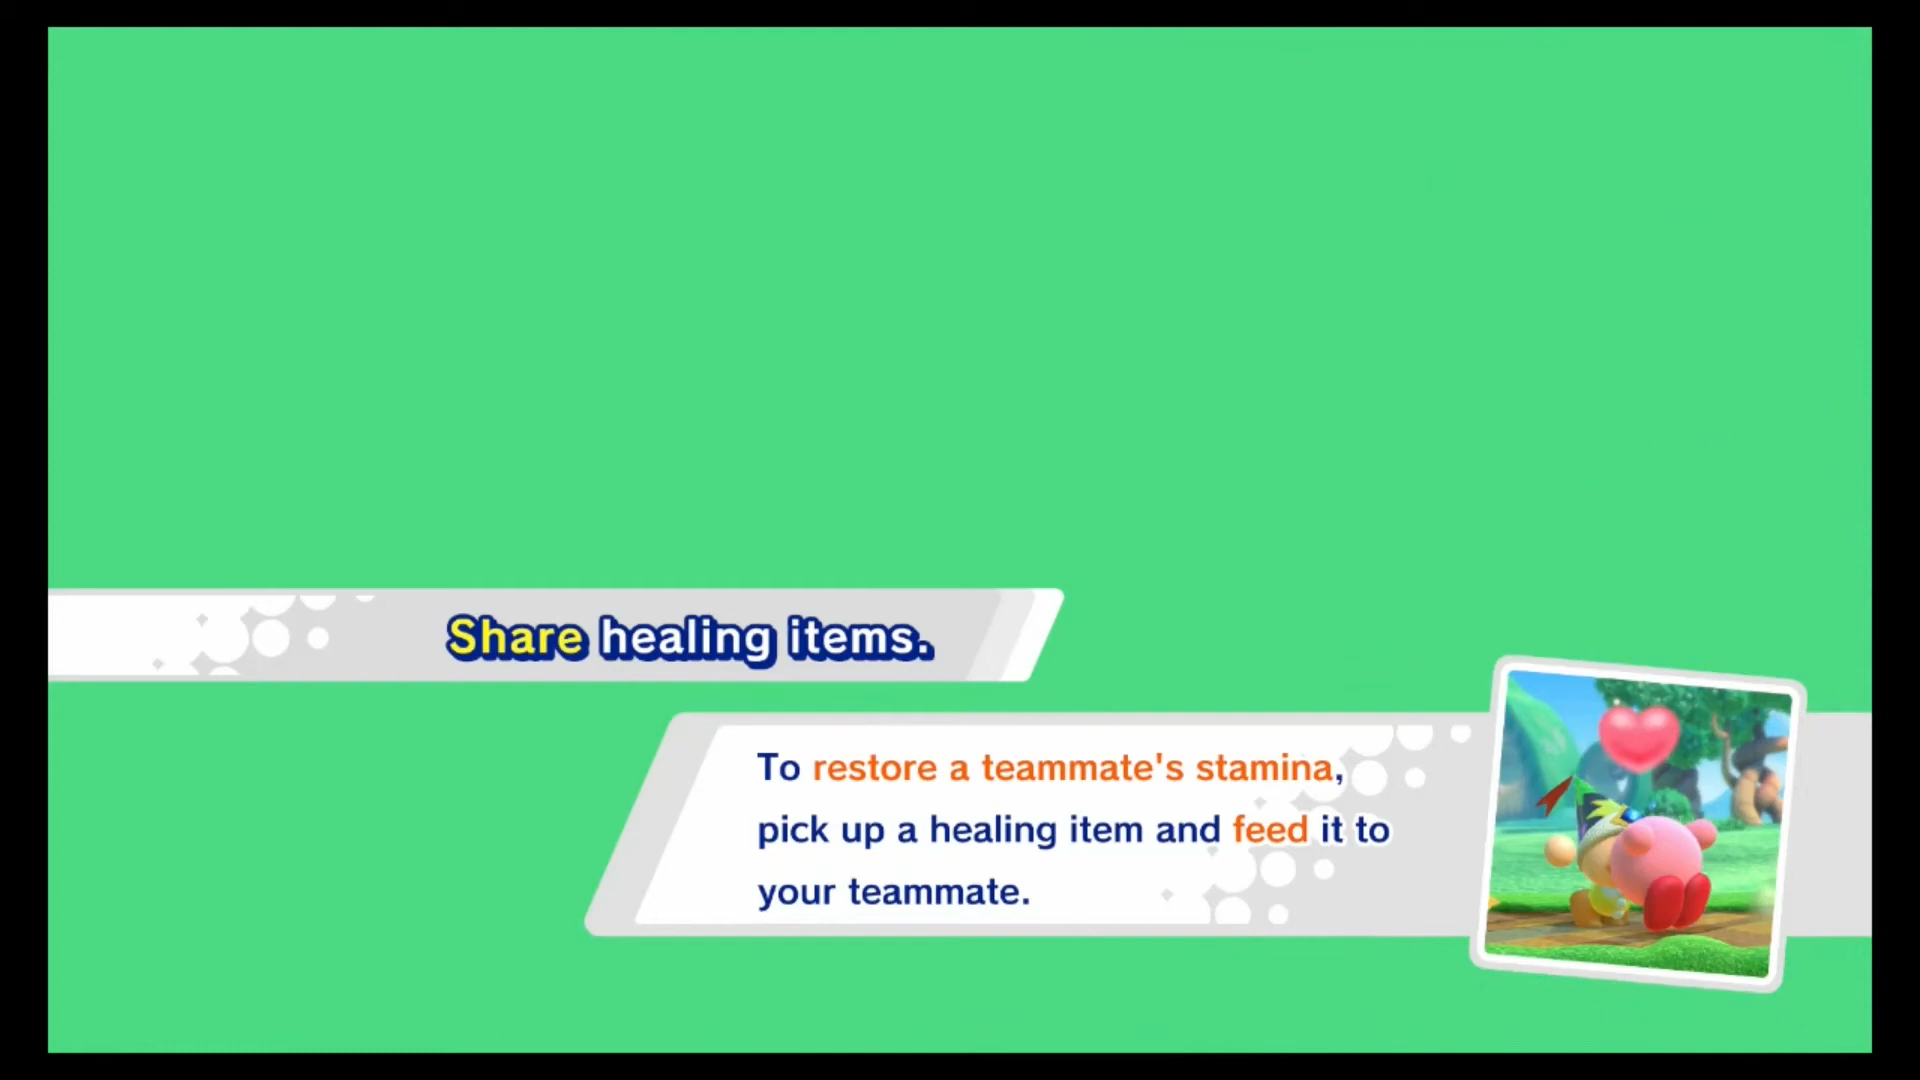 Share healing items.
To restore a teammate's stamina,
pick up a healing item and feed it to
your teammate.